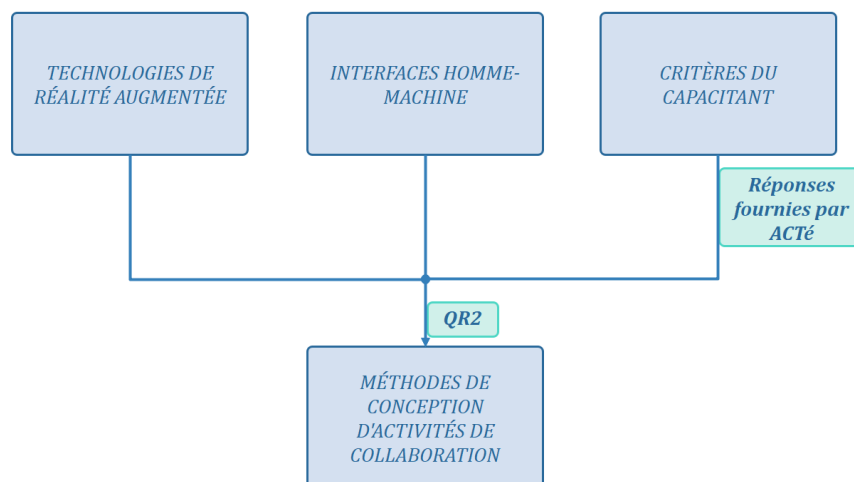 TECHNOLOGIES DE
RÉALITÉ AUGMENTÉE
INTERFACES HOMME-
MACHINE
CRITÈRES DU
CAPACITANT
Réponses
fournies par
ACTé
QR2
MÉTHODES DE
CONCEPTION
D'ACTIVITÉS DE
COLLABORATION